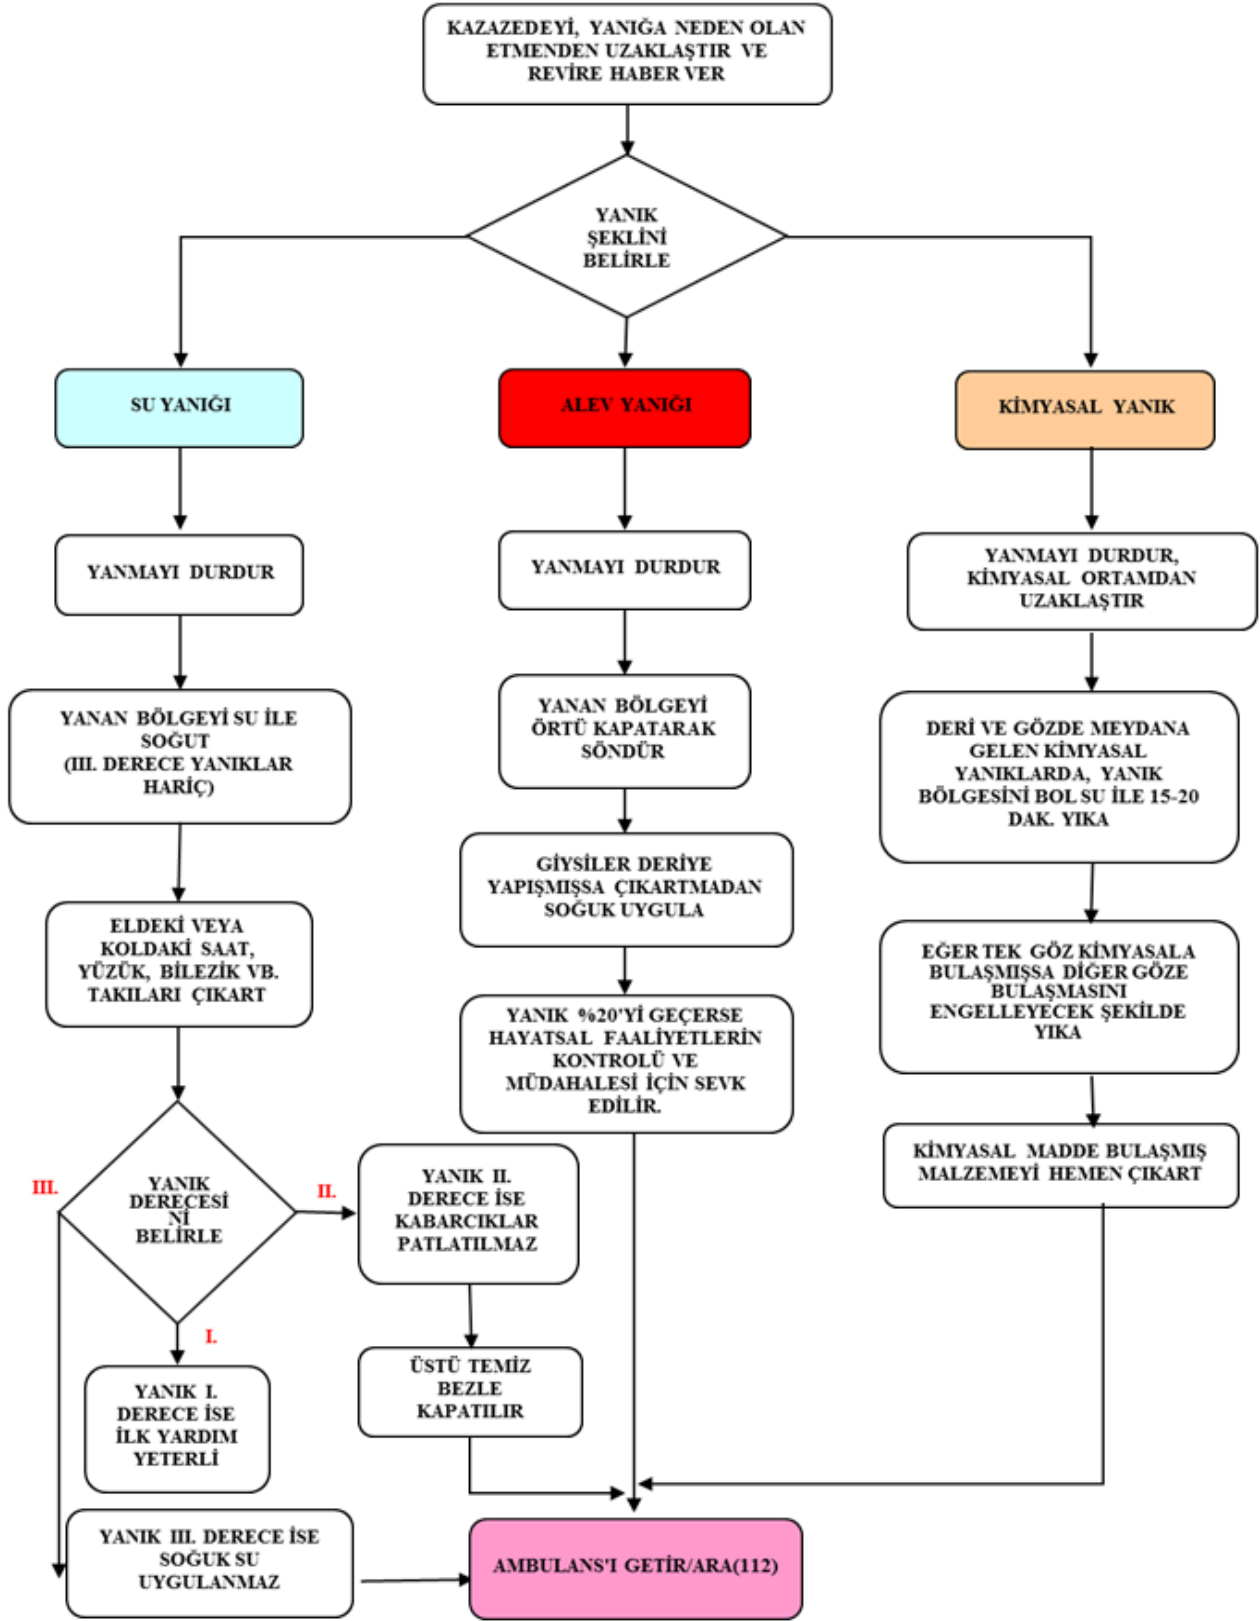 KAZAZEDEYİ, YANIĞA NEDEN OLAN
ETMENDEN UZAKLAŞTIR VE
REVİRE HABER VER
YANIK
ŞEKLİNİ
BELİRLE
SU YANIĞI
YANMAYI DURDUR
YANAN BÖLGEYİ SU İLE
SOĞUT
(III. DERECE YANIKLAR
HARİÇ)
ELDEKİ VEYA
KOLDAKİ SAAT,
YÜZÜK, BİLEZİK VB.
TAKILARI ÇIKART
YANIK
DERECESİ
Nİ
BELİRLE
III.
II.
I.
YANIK I.
DERECE İSE
İLK YARDIM
YETERLİ
YANIK II.
DERECE İSE
KABARCIKLAR
PATLATILMAZ
ÜSTÜ TEMİZ
BEZLE
KAPATILIR
YANIK III. DERECE İSE
SOĞUK SU
UYGULANMAZ
ALEV YANIĞI
YANMAYI DURDUR
YANAN BÖLGEYİ
ÖRTÜ KAPATARAK
SÖNDÜR
GİYSİLER DERİYE
YAPIŞMIŞSA ÇIKARTMADAN
SOĞUK UYGULA
YANIK %20'Yİ GEÇERSE
HAYATSAL FAALİYETLERİN
KONTROLÜ VE
MÜDAHALESİ İÇİN SEVK
EDİLİR.
KİMYASAL YANIK
YANMAYI DURDUR,
KİMYASAL ORTAMDAN
UZAKLAŞTIR
DERİ VE GÖZDE MEYDANA
GELEN KİMYASAL
YANIKLARDA, YANIK
BÖLGESİNİ BOL SU İLE 15-20
DAK. YIKA
EĞER TEK GÖZ KİMYASALA
BULAŞMIŞSA DİĞER GÖZE
BULAŞMASINI
ENGELLEYECEK ŞEKİLDE
YIKA
KİMYASAL MADDE BULAŞMIŞ
MALZEMEYİ HEMEN ÇIKART
AMBULANS'I GETİR/ARA(112)